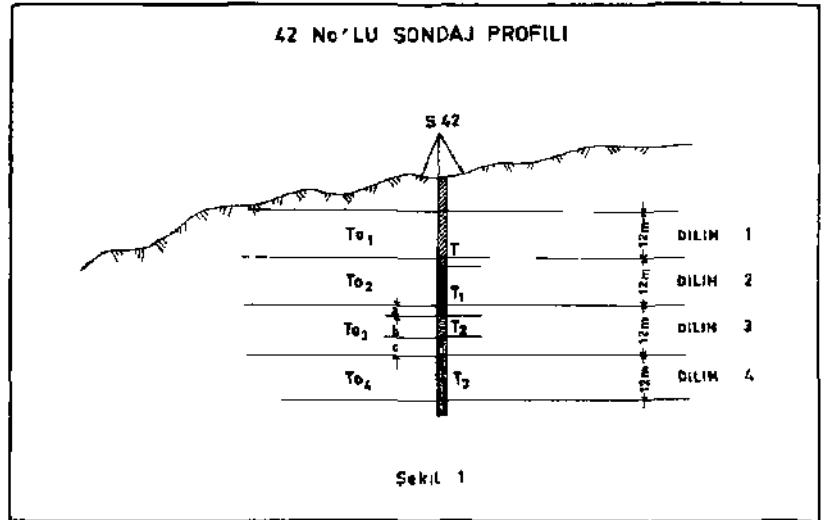 42 No'LU SONDAJ PROFILI
S 42
To1 T 12m DILIM 1
To2 T1 12m DILIM 2
a
To3 b T2 12m DILIM 3
c
To4 T3 12m DILIM 4
Şekil 1